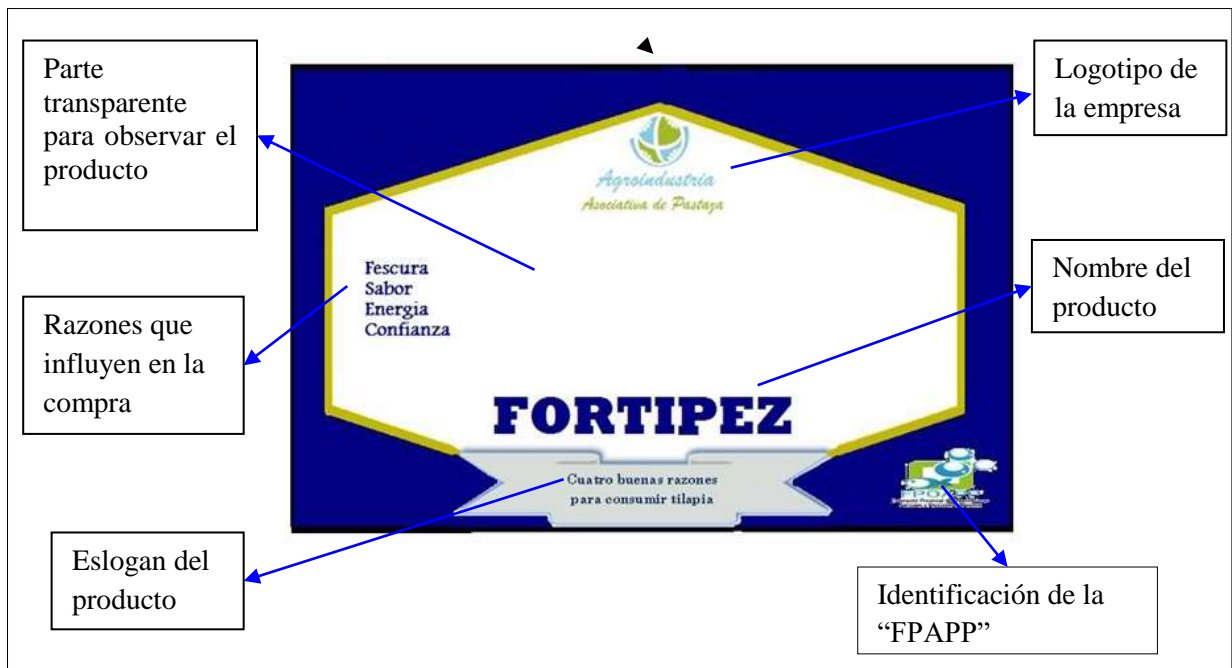 Parte
transparente
para observar el
producto
Logotipo de
la empresa
Agroindustria
Asociativa de Pastaza
Fescura
Sabor
Energia
Confianza
Nombre del
producto
Razones que
influyen en la
compra
FORTIPEZ
Cuatro buenas razones
para consumir tilapia
Eslogan del
producto
Identificación de la
“FPAPP”